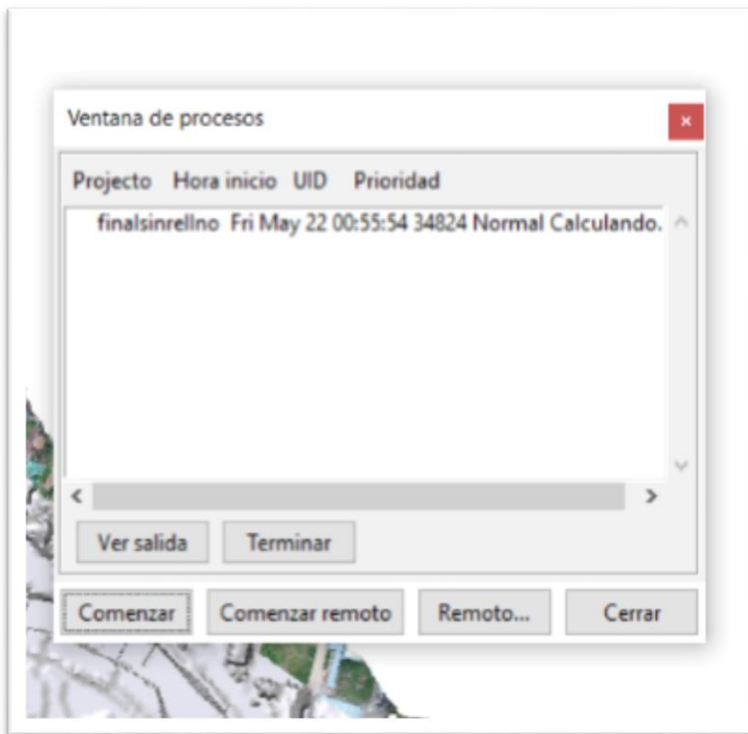 Ventana de procesos
Projecto Hora inicio UID Prioridad
finalsinrellno Fri May 22 00:55:54 34824 Normal Calculando.
Ver salida Terminar
Comenzar Comenzar remoto Remoto... Cerrar